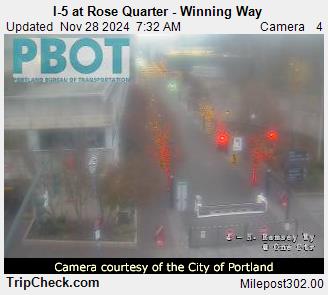 I-5 at Rose Quarter - Winning Way
Updated Nov 28 2024 7:32 AM Camera 4
PBOT
PORTLAND BUREAU OF TRANSPORTATION
Camera courtesy of the City of Portland
TripCheck.com Milepost302.00